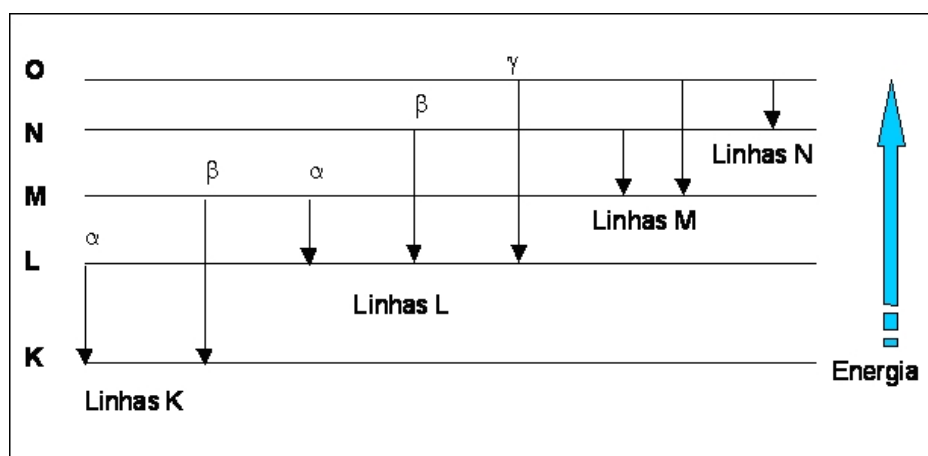 O
γ
N
β
Linhas N
M
β
α
Linhas M
α
L
Linhas L
K
Energia
Linhas K